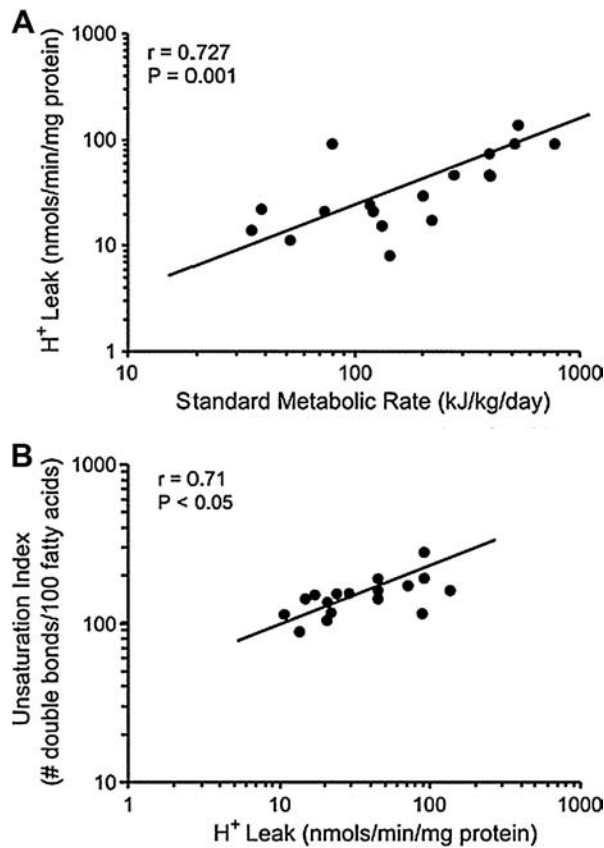 A
r = 0.727
P = 0.001
H⁺ Leak (nmols/min/mg protein)
1000
100
10
1
10
100
1000
Standard Metabolic Rate (kJ/kg/day)
B
r = 0.71
P < 0.05
Unsaturation Index
(# double bonds/100 fatty acids)
1000
100
10
1
10
100
1000
H⁺ Leak (nmols/min/mg protein)